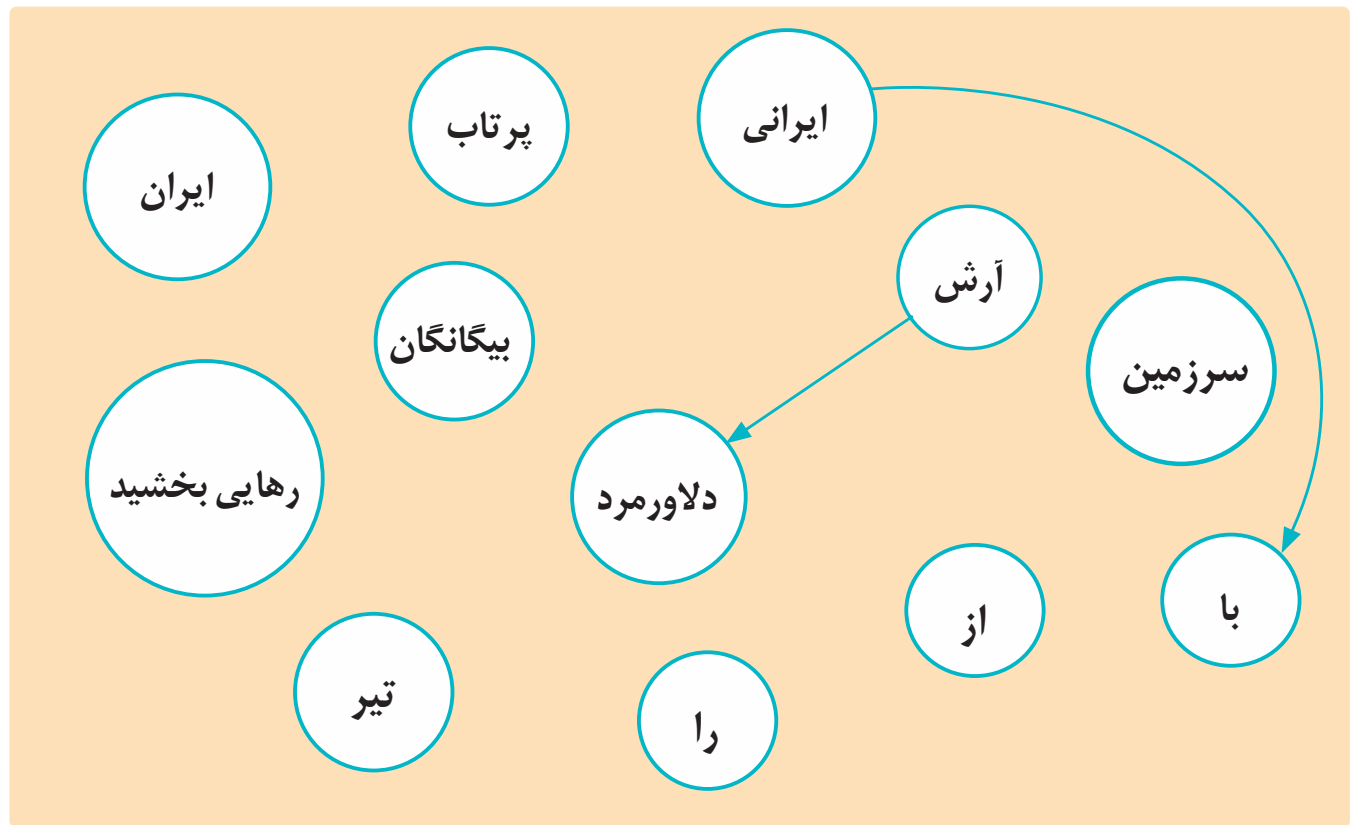 ایرانی
پرتاب
ایران
آرش
سرزمین
بیگانگان
رهایی بخشید
دلاورمرد
با
از
تیر
را